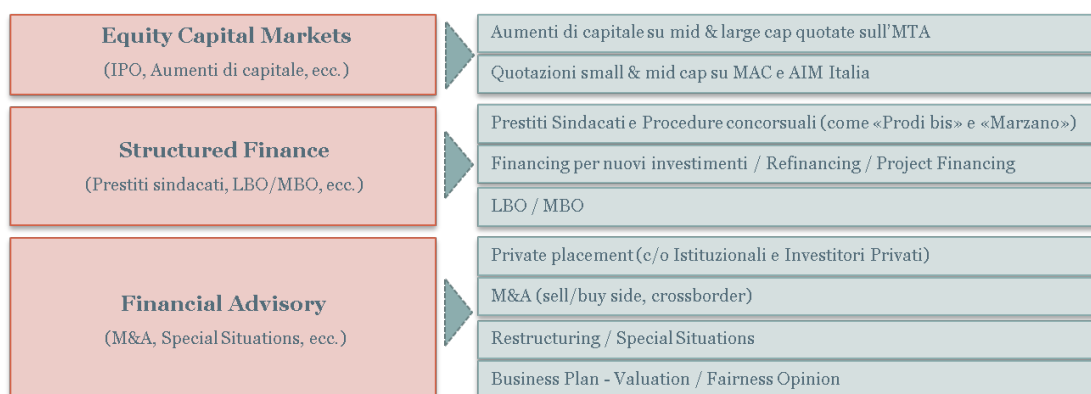 Equity Capital Markets
(IPO, Aumenti di capitale, ecc.)
Aumenti di capitale su mid & large cap quotate sull'MTA
Quotazioni small & mid cap su MAC e AIM Italia
Structured Finance
(Prestiti sindacati, LBO/MBO, ecc.)
Prestiti Sindacati e Procedure concorsuali (come «Prodi bis» e «Marzano»)
Financing per nuovi investimenti / Refinancing / Project Financing
LBO / MBO
Financial Advisory
(M&A, Special Situations, ecc.)
Private placement (c/o Istituzionali e Investitori Privati)
M&A (sell/buy side, crossborder)
Restructuring / Special Situations
Business Plan - Valuation / Fairness Opinion